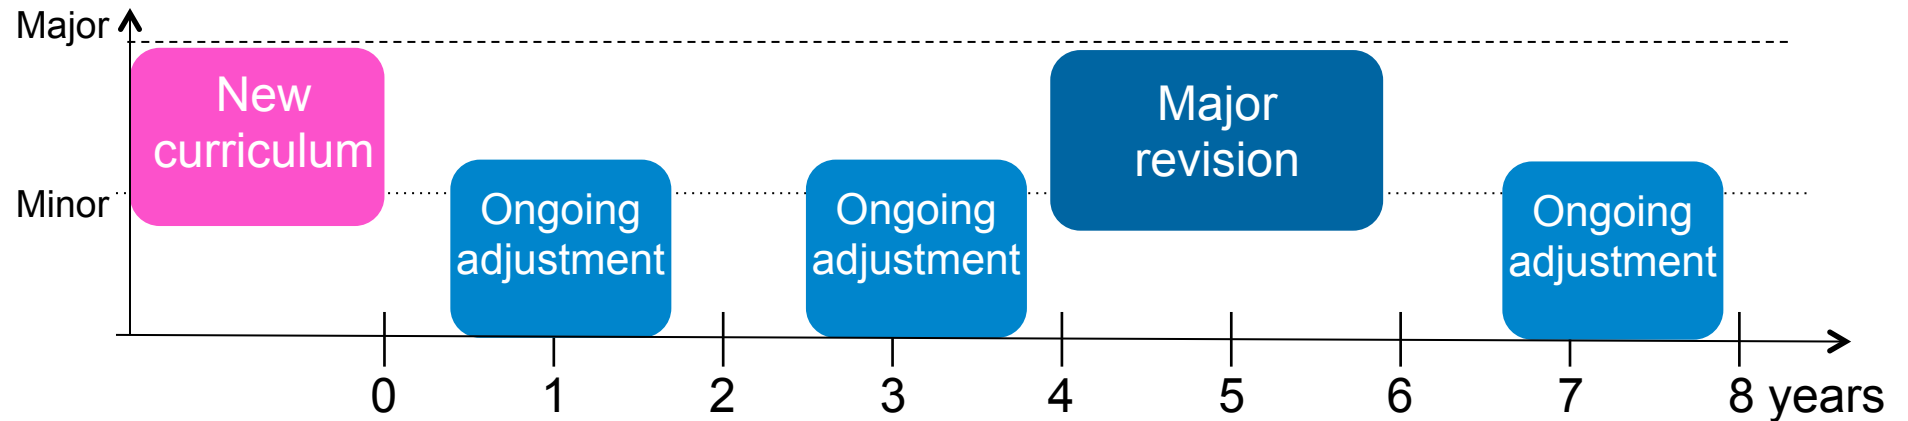 Major
New
curriculum
Major
revision
Minor
Ongoing
adjustment
Ongoing
adjustment
Ongoing
adjustment
0 1 2 3 4 5 6 7 8 years